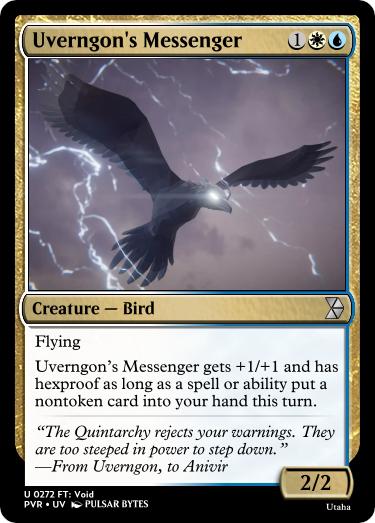 Uverngon's Messenger 1
Creature — Bird
Flying
Uverngon's Messenger gets +1/+1 and has
hexproof as long as a spell or ability put a
nontoken card into your hand this turn.
“The Quintarchy rejects your warnings. They
are too steeped in power to step down.”
—From Uverngon, to Anivir
2/2
U 0272 FT: Void
PVR • UV PULSAR BYTES
Utaha